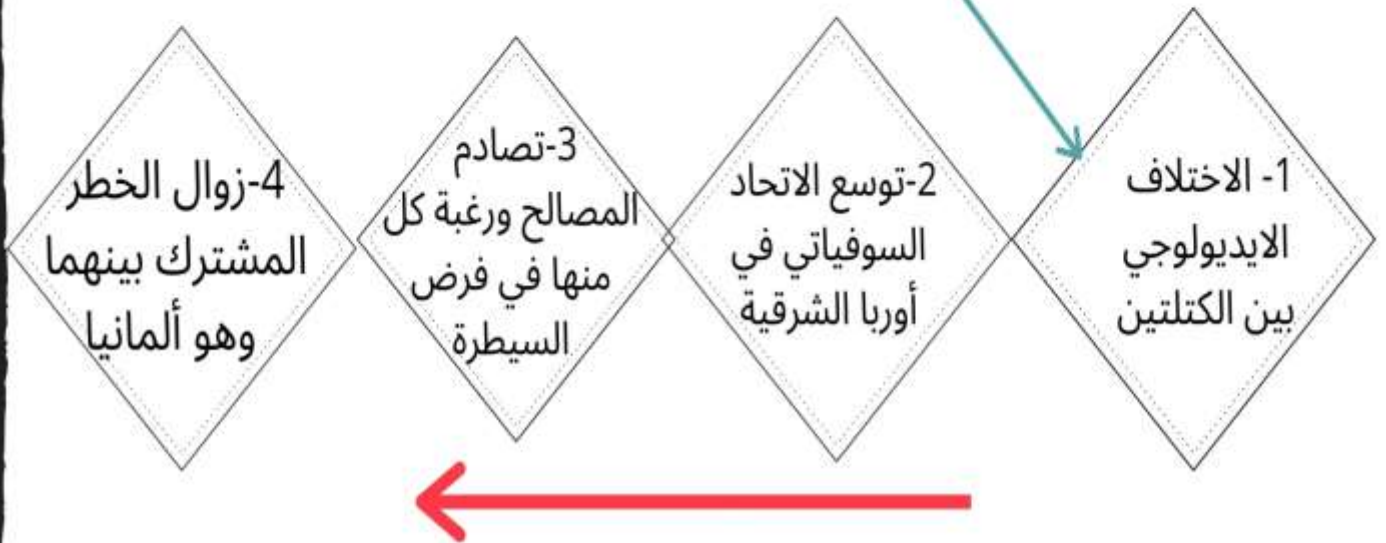 1- الاختلاف
الايديولوجي
بين الكتلتين
2-توسع الاتحاد
السوفياتي في
أوربا الشرقية
3-تصادم
المصالح ورغبة كل
منها في فرض
السيطرة
4-زوال الخطر
المشترك بينهما
وهو ألمانيا